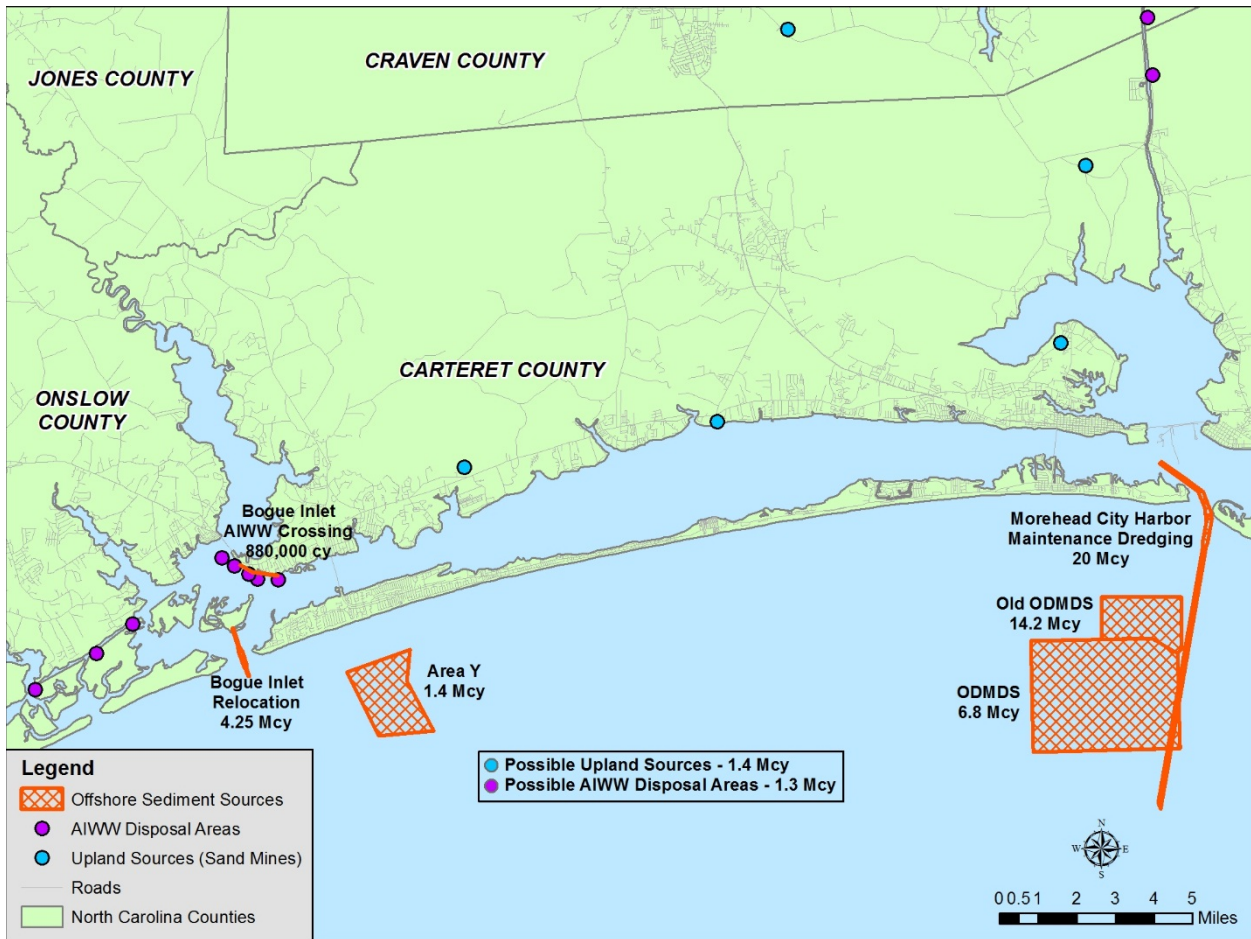 JONES COUNTY
CRAVEN COUNTY
CARTERET COUNTY
ONSLOW
COUNTY
Bogue Inlet
AIWW Crossing
880,000 cy
Morehead City Harbor
Maintenance Dredging
20 Mcy
Old ODMDS
14.2 Mcy
ODMDS
6.8 Mcy
Area Y
1.4 Mcy
Bogue Inlet
Relocation
4.25 Mcy
Possible Upland Sources - 1.4 Mcy
Possible AIWW Disposal Areas - 1.3 Mcy
Legend
Offshore Sediment Sources
AIWW Disposal Areas
Upland Sources (Sand Mines)
Roads
North Carolina Counties
N
W E
S
0 0.5 1 2 3 4 5
Miles